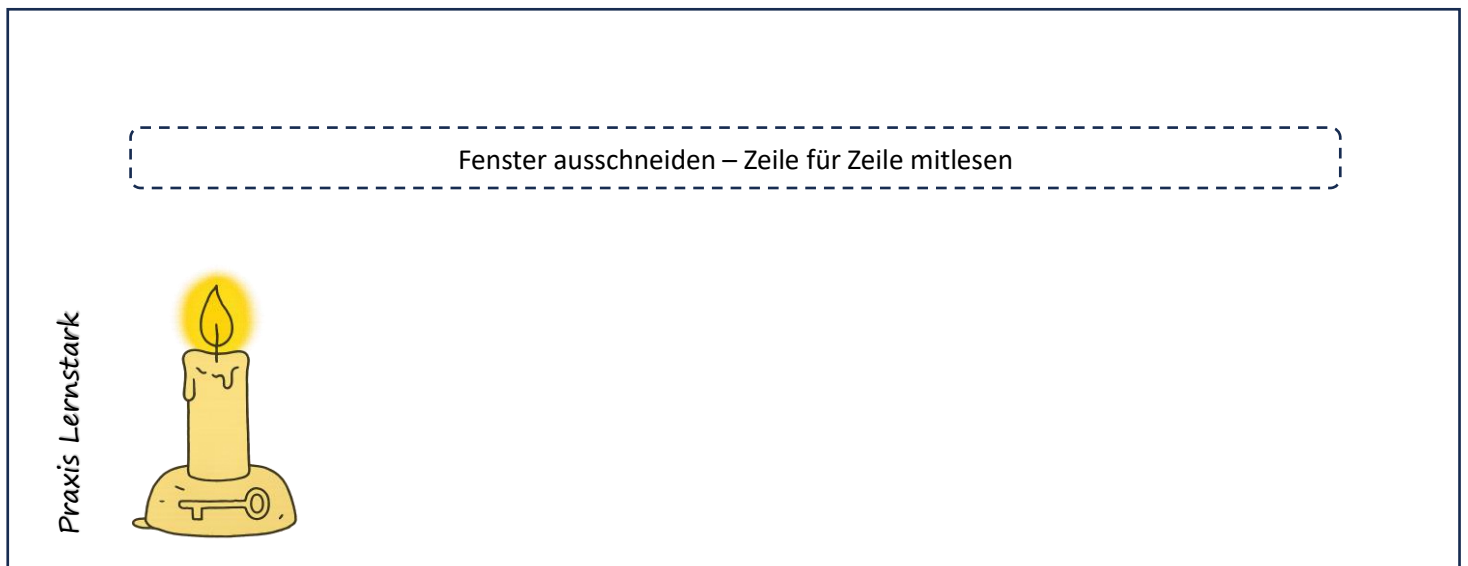 Fenster ausschneiden – Zeile für Zeile mitlesen
Praxis Lernstark